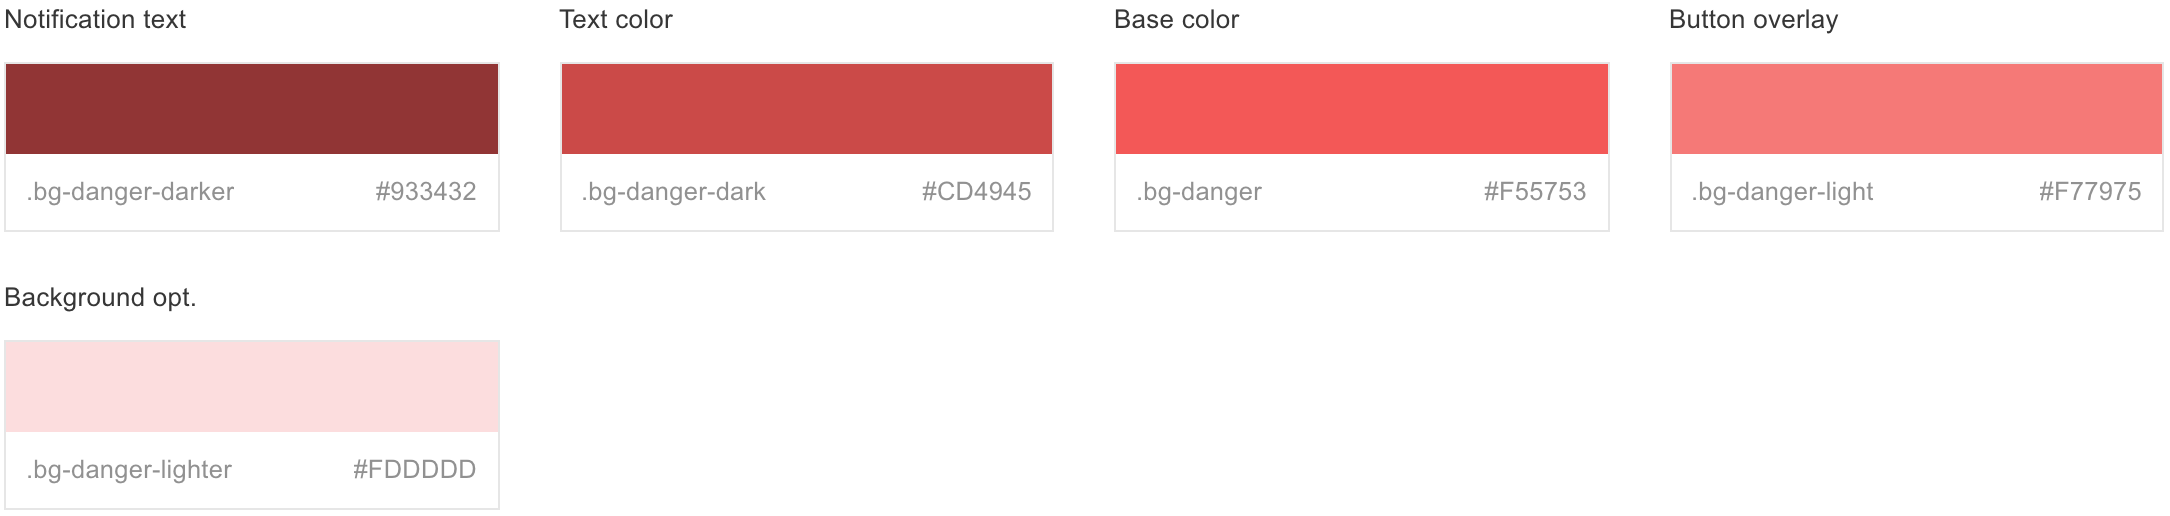 Notification text
.bg-danger-darker #933432
Text color
.bg-danger-dark #CD4945
Base color
.bg-danger #F55753
Button overlay
.bg-danger-light #F77975
Background opt.
.bg-danger-lighter #FDDDDD